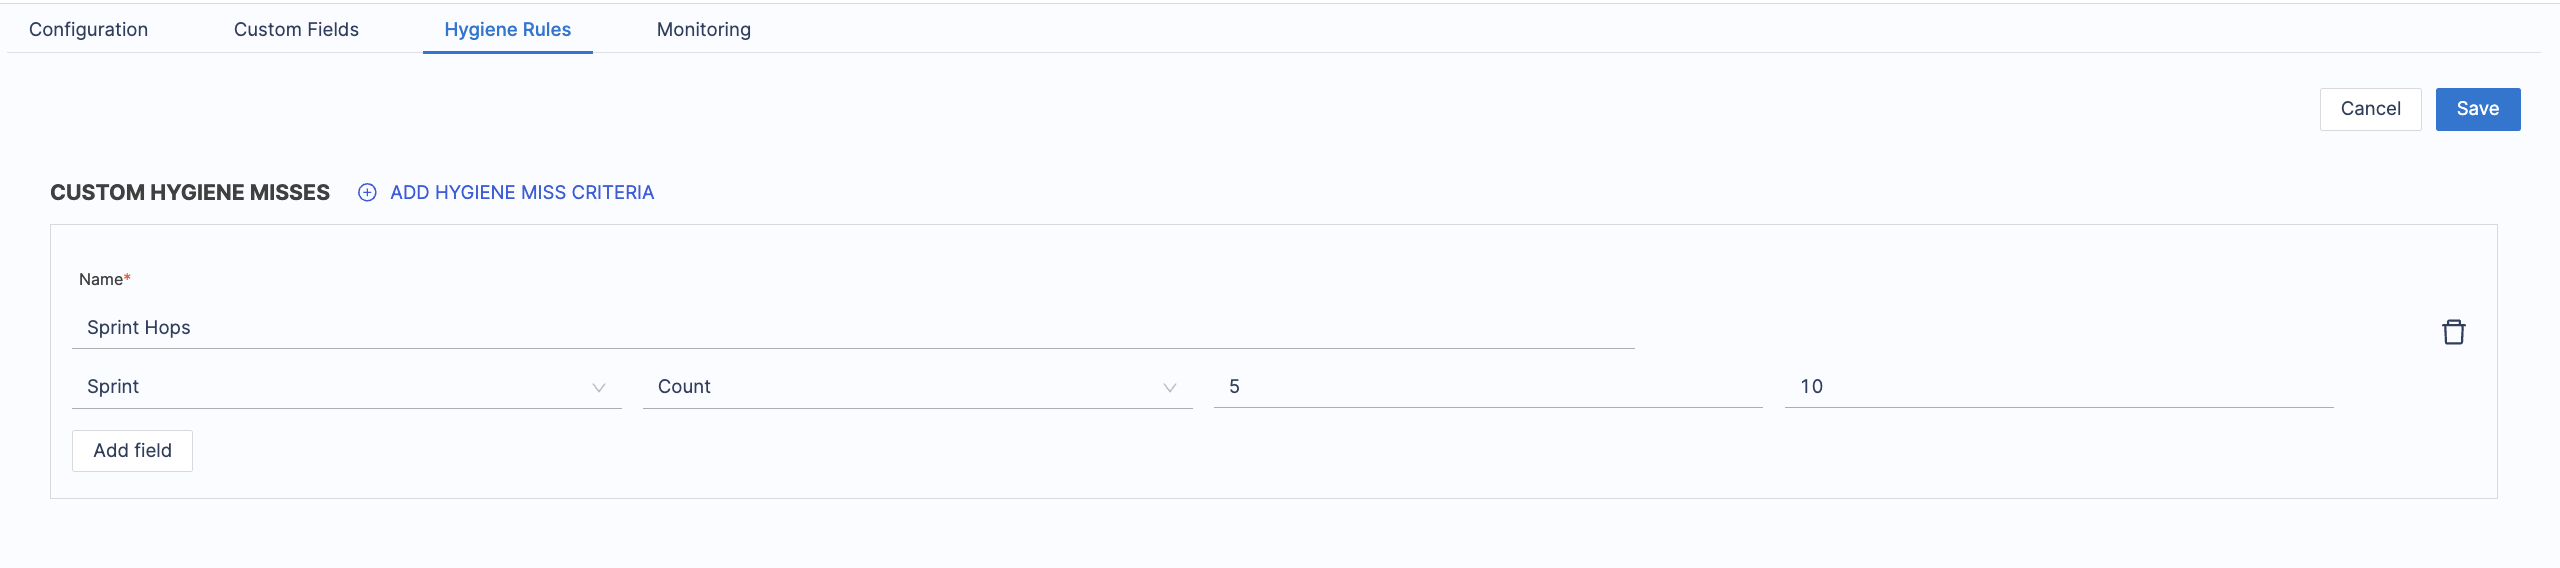 Configuration Custom Fields Hygiene Rules Monitoring
Cancel Save
CUSTOM HYGIENE MISSES ADD HYGIENE MISS CRITERIA
Name*
Sprint Hops
Sprint Count 5 10
Add field